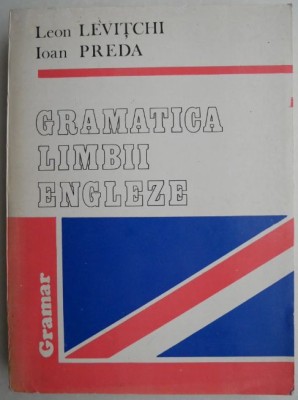 Leon LEVIȚCHI
Ioan PREDA
GRAMATICA
LIMBII
ENGLEZE
Gramar